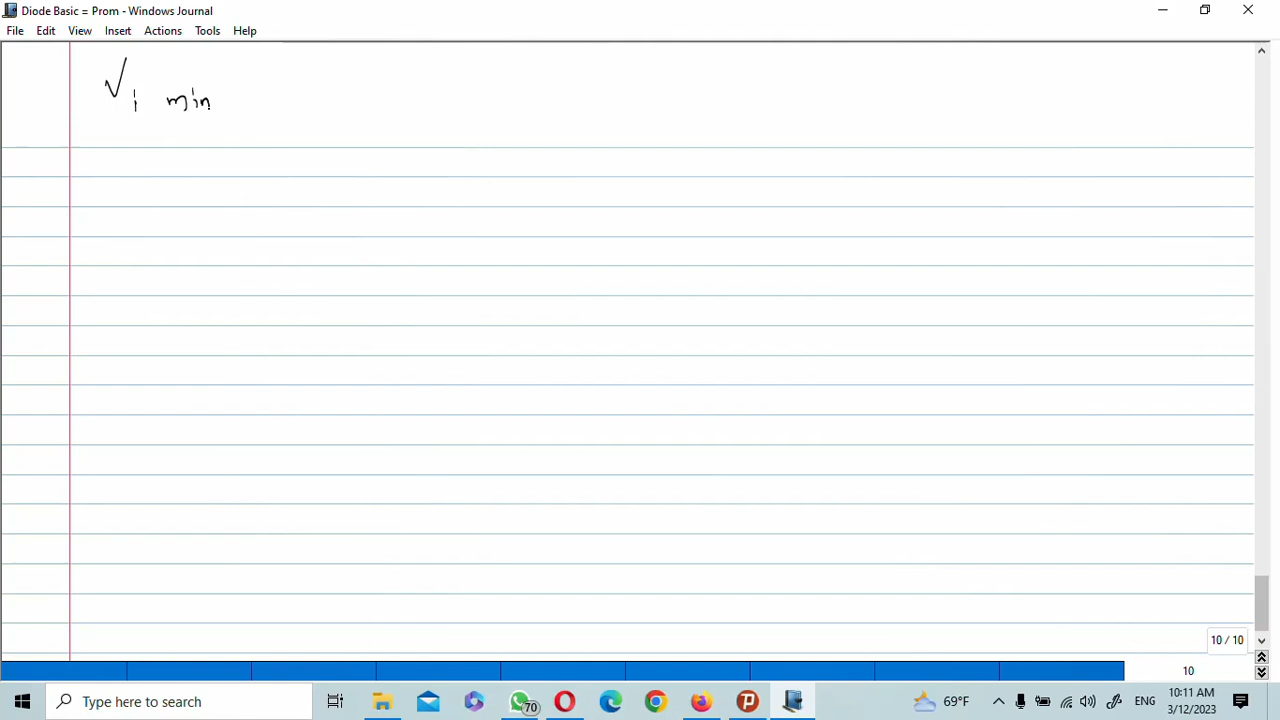 Diode Basic = Prom - Windows Journal
File Edit View Insert Actions Tools Help
Vi min
10 / 10
10
Type here to search
70
69°F
ENG
10:11 AM
3/12/2023